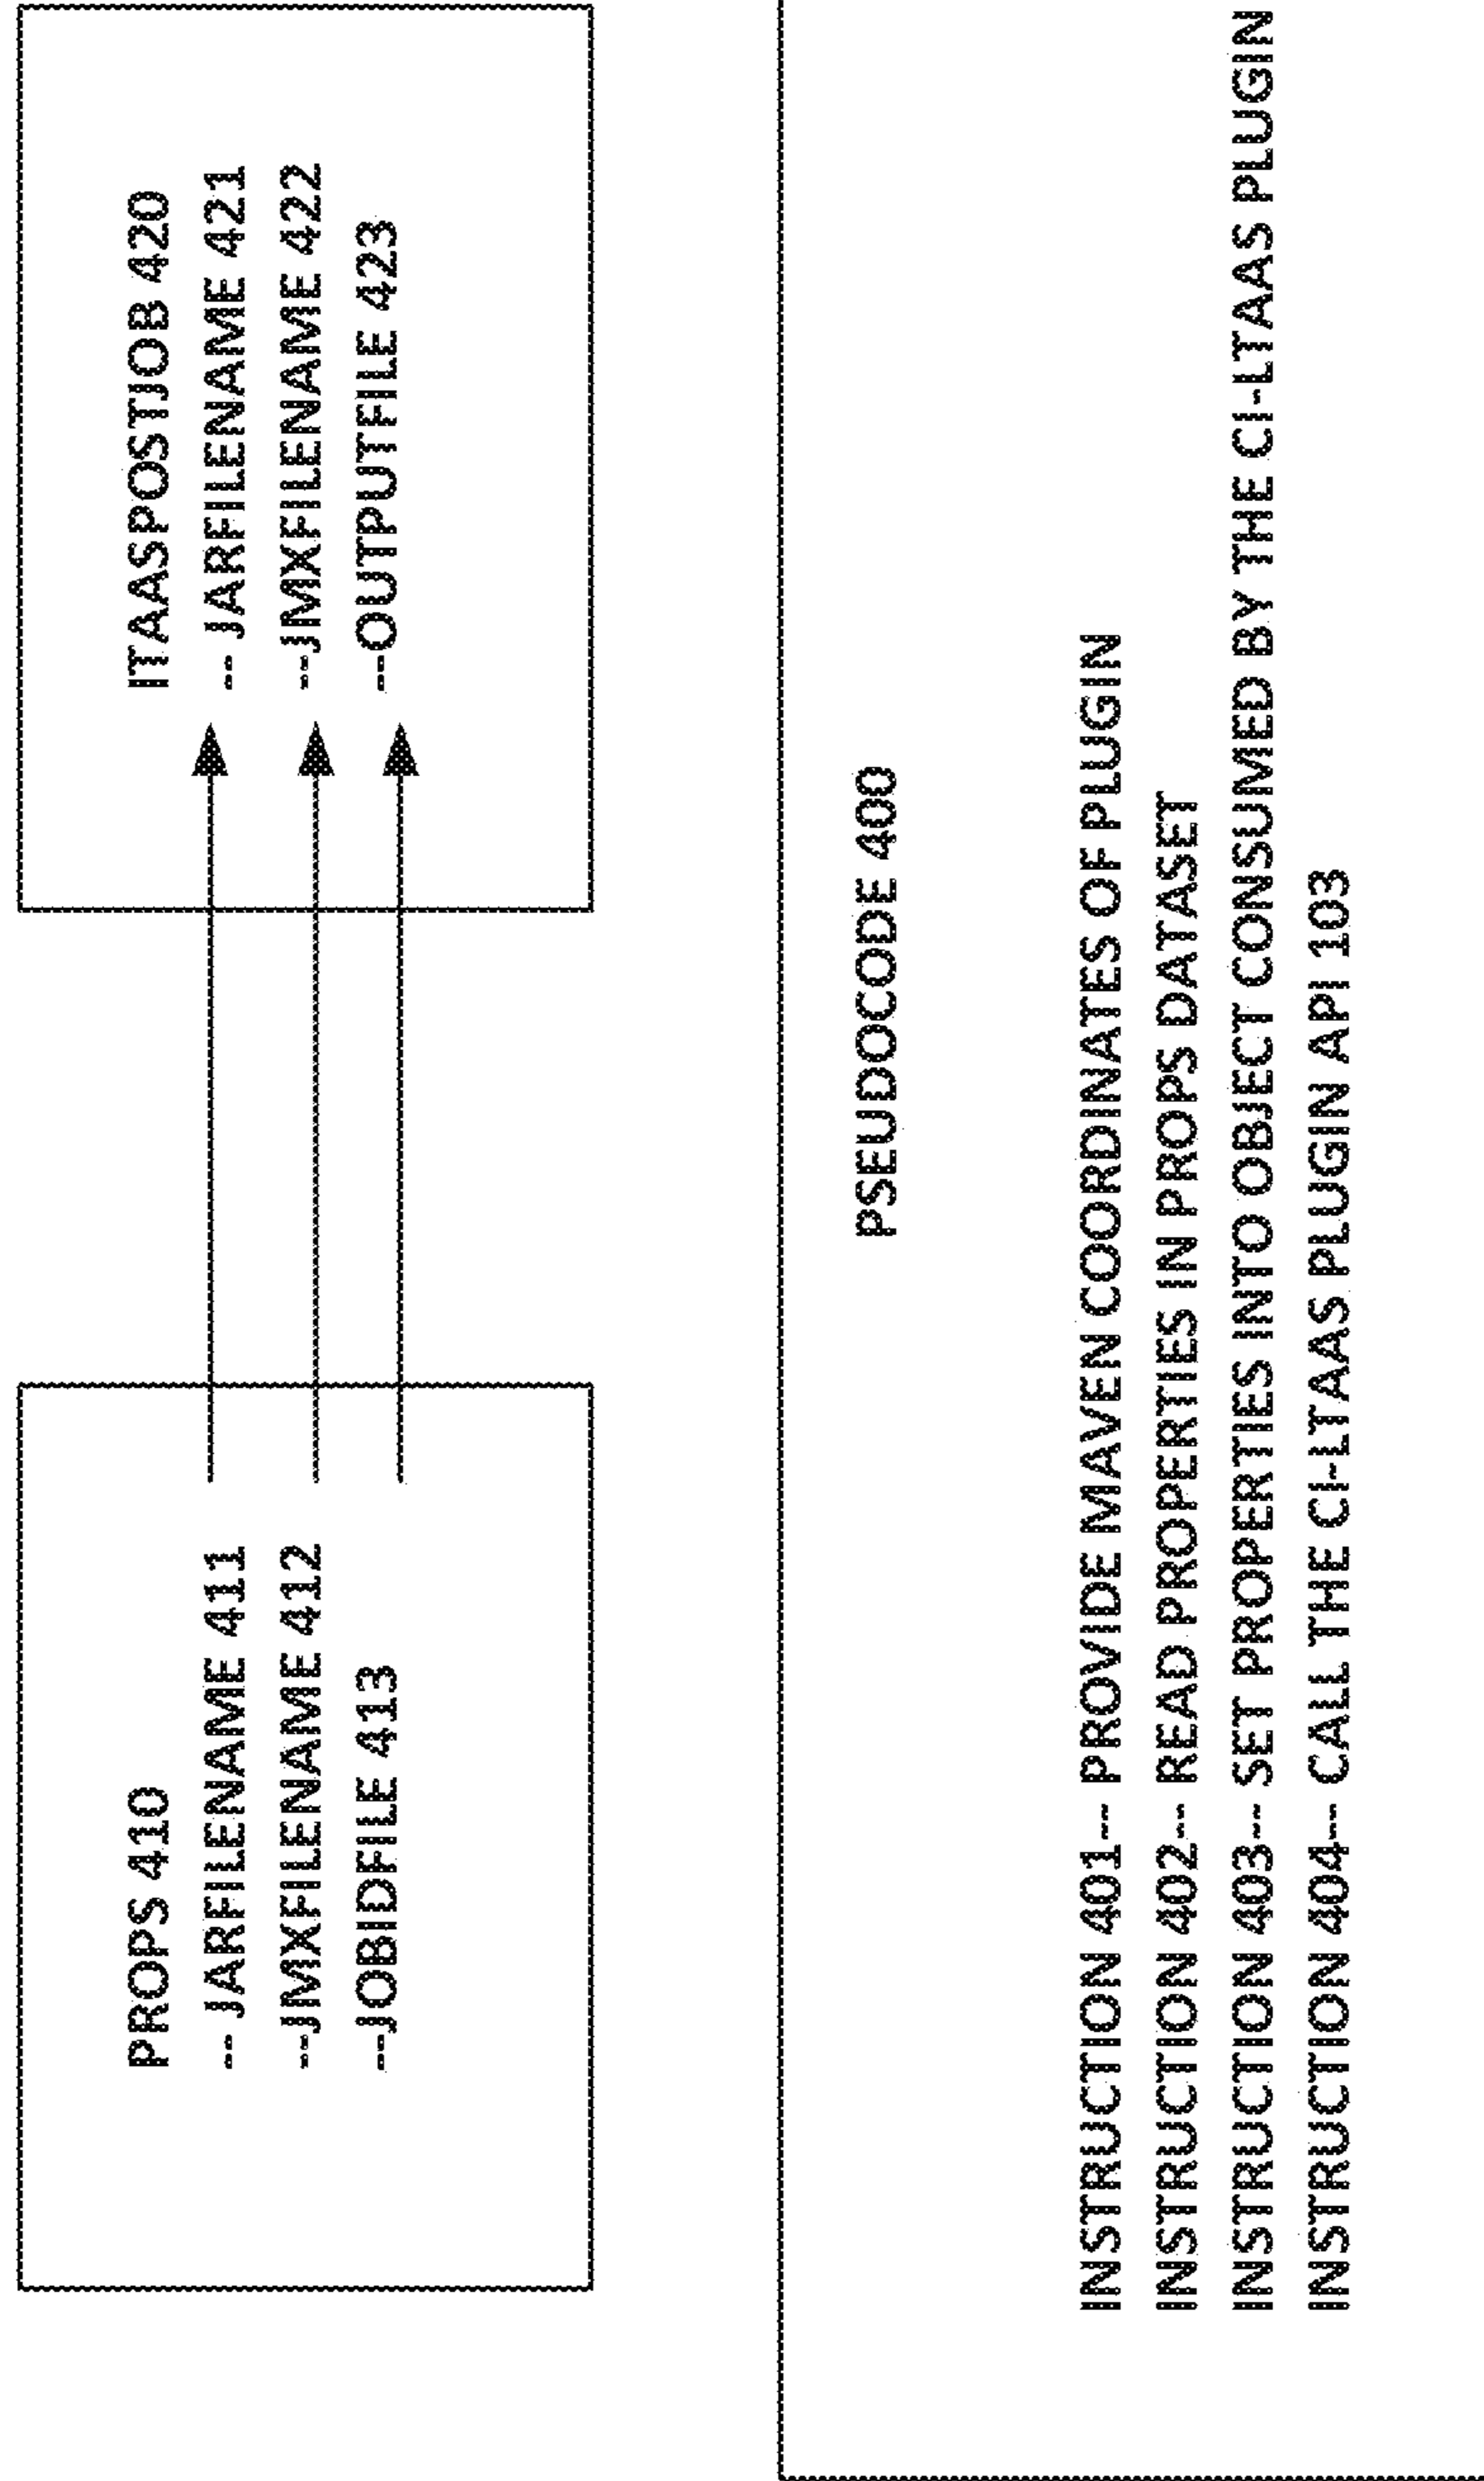 PROPS 410
-- JARFILENAME 411
--JMXFILENAME 412
--JOBIDFILE 413
ITAASPOSTJOB 420
-- JARFILENAME 421
--JMXFILENAME 422
--OUTPUTFILE 423
PSEUDOCODE 400
INSTRUCTION 401-- PROVIDE MAVEN COORDINATES OF PLUGIN
INSTRUCTION 402-- READ PROPERTIES IN PROPS DATASET
INSTRUCTION 403-- SET PROPERTIES INTO OBJECT CONSUMED BY THE CI-LTAAS PLUGIN
INSTRUCTION 404-- CALL THE CI-LTAAS PLUGIN API 103